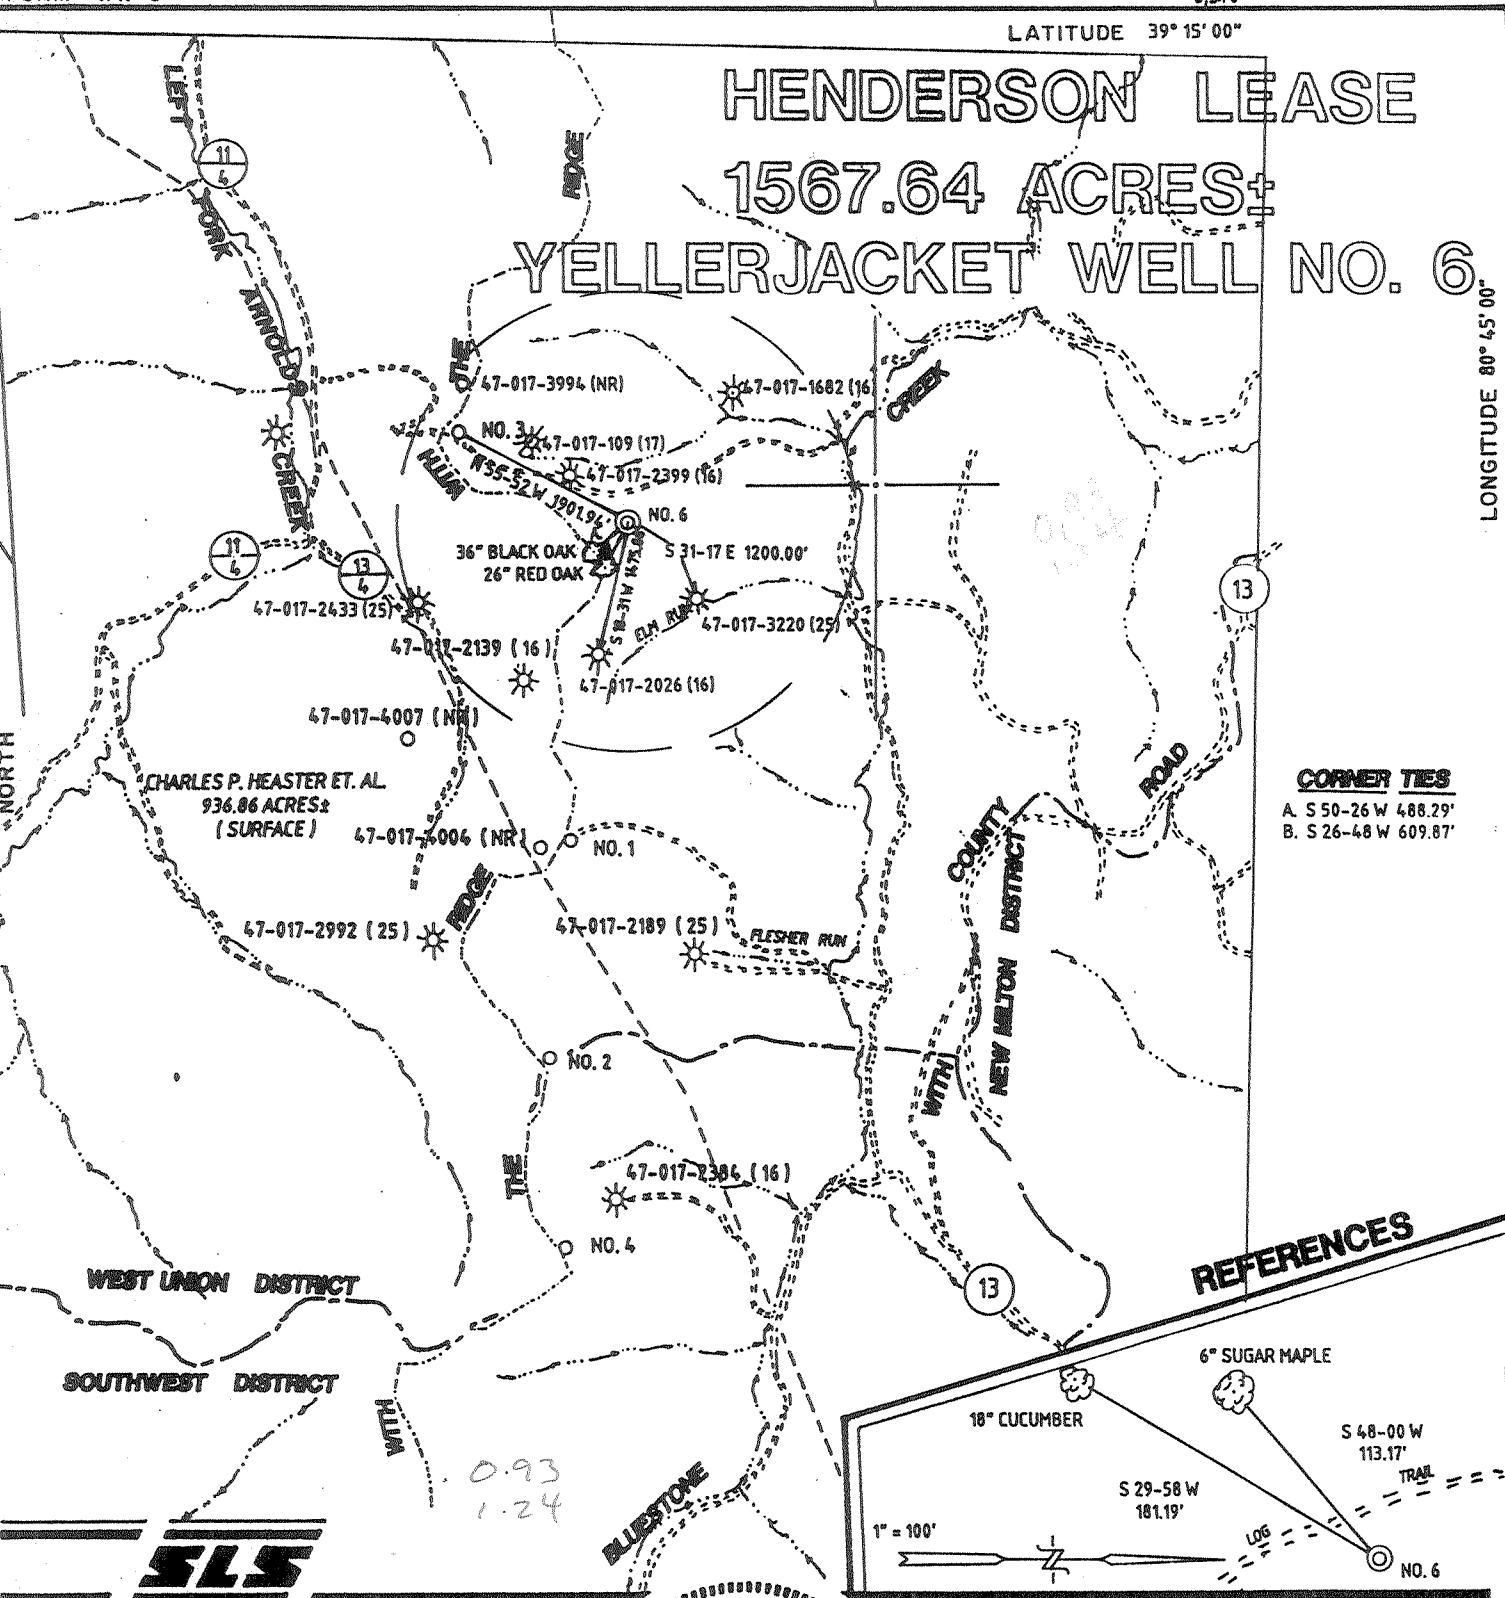 LATITUDE 39° 15' 00"
HENDERSON LEASE
1567.64 ACRES±
YELLERJACKET WELL NO. 6
LONGITUDE 80° 45' 00"
LEFT
11
4
FORK
ARNOLD
CREEK
RIDGE
THE
WITH
47-017-3994 (NR)
47-017-1682 (16
CREEK
NO. 3
47-017-109 (17)
47-017-2399 (16)
N 55-52 W 1901.94'
NO. 6
36" BLACK OAK
26" RED OAK
S 31-17 E 1200.00'
S 18-31 W
ELM RUN
11
4
13
4
13
47-017-2433 (25)
47-017-3220 (25)
47-017-2139 (16)
47-017-2026 (16)
47-017-4007 (NR)
NORTH
CHARLES P. HEASTER ET. AL.
936.86 ACRES±
(SURFACE)
47-017-4004 (NR)
NO. 1
ROAD
COUNTY
WITH
NEW MILTON DISTRICT
CORNER TIES
A. S 50-26 W 488.29'
B. S 26-48 W 609.87'
RIDGE
47-017-2992 (25)
47-017-2189 (25)
FLESHER RUN
NO. 2
THE
47-017-2384 (16)
NO. 4
WEST UNION DISTRICT
SOUTHWEST DISTRICT
WITH
13
0.93
1.24
BLUESTONE
SLS
REFERENCES
6" SUGAR MAPLE
18" CUCUMBER
S 48-00 W
113.17'
S 29-58 W
181.19'
LOG TRAIL
1" = 100'
NO. 6